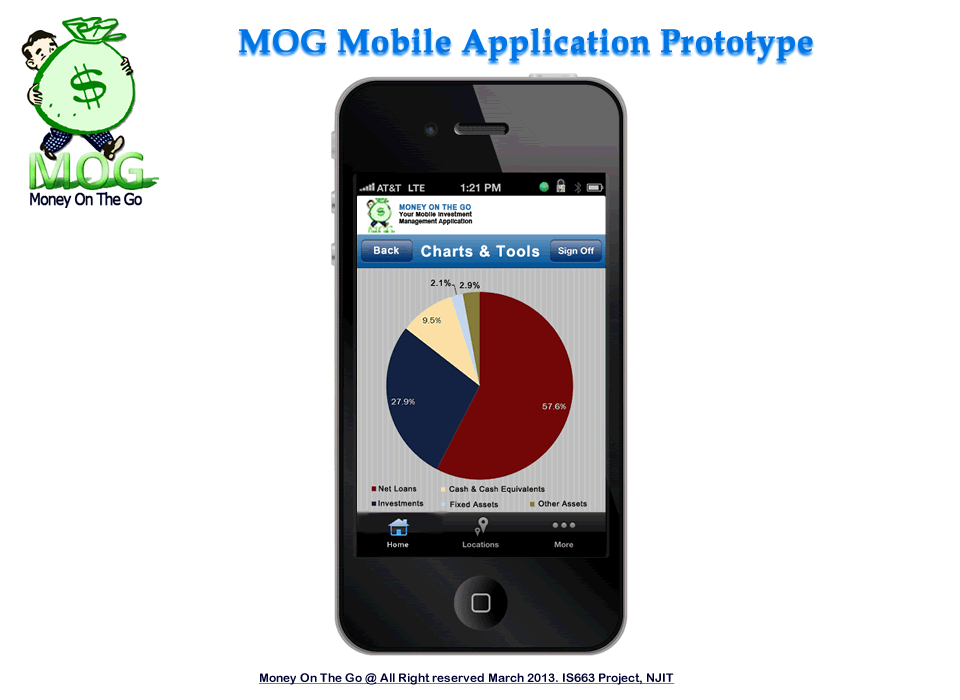 MOG Mobile Application Prototype
$
MOG
Money On The Go
AT&T LTE 1:21 PM
$
MONEY ON THE GO
Your Mobile Investment
Management Application
Back Charts & Tools Sign Off
2.1% 2.9%
9.5%
27.9%
57.6%
Net Loans Cash & Cash Equivalents
Investments Fixed Assets Other Assets
Home Locations More
Money On The Go @ All Right reserved March 2013. IS663 Project, NJIT